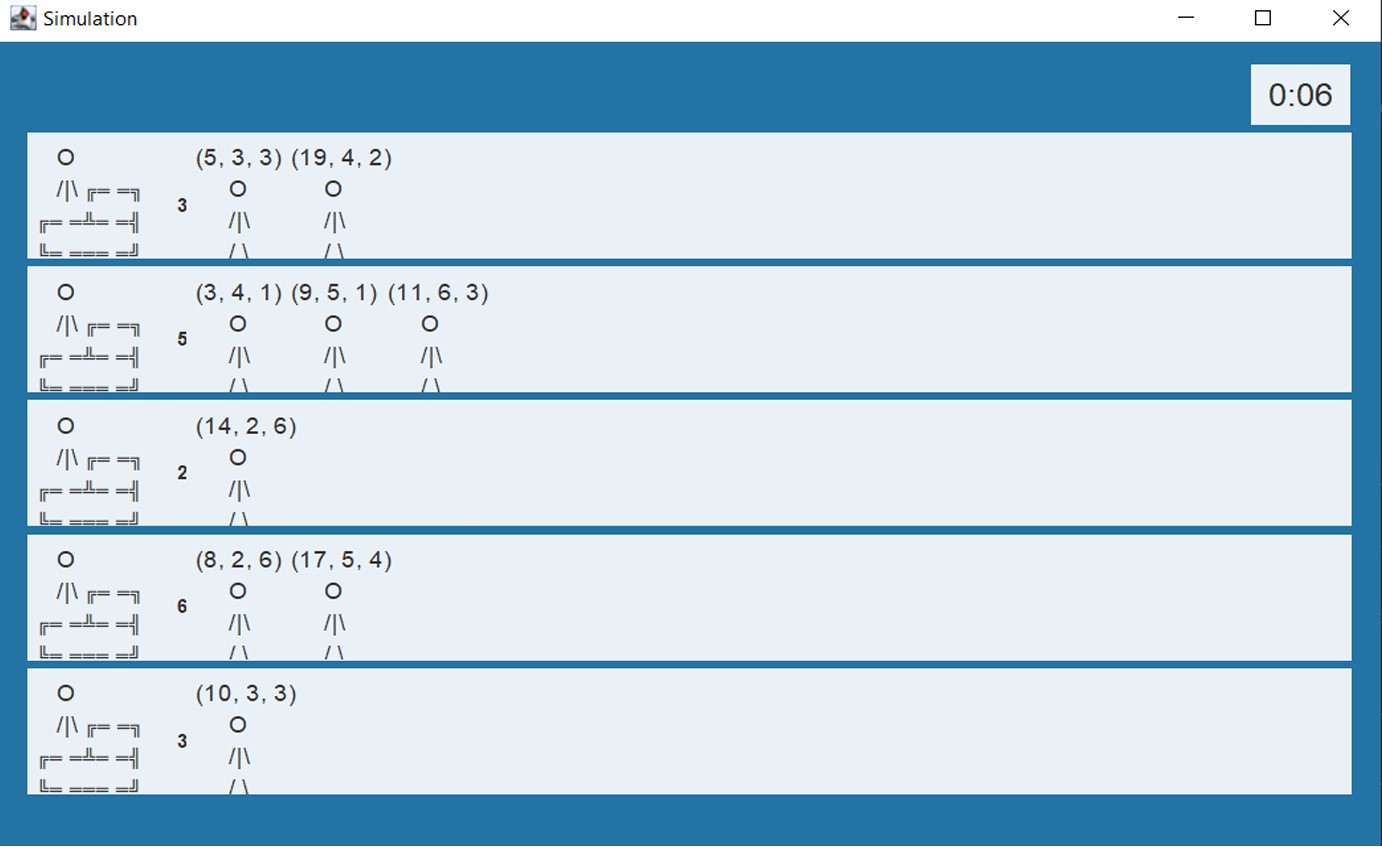 Simulation
0:06
O (5, 3, 3) (19, 4, 2)
/|\ ╔═ ═╗ O O
3
╔═ ═╩═ ═╣ /|\ /|\
╚═ ═══ ═╝ / \ / \
O (3, 4, 1) (9, 5, 1) (11, 6, 3)
/|\ ╔═ ═╗ O O O
5
╔═ ═╩═ ═╣ /|\ /|\ /|\
╚═ ═══ ═╝ / \ / \ / \
O (14, 2, 6)
/|\ ╔═ ═╗ O
2
╔═ ═╩═ ═╣ /|\
╚═ ═══ ═╝ / \
O (8, 2, 6) (17, 5, 4)
/|\ ╔═ ═╗ O O
6
╔═ ═╩═ ═╣ /|\ /|\
╚═ ═══ ═╝ / \ / \
O (10, 3, 3)
/|\ ╔═ ═╗ O
3
╔═ ═╩═ ═╣ /|\
╚═ ═══ ═╝ / \